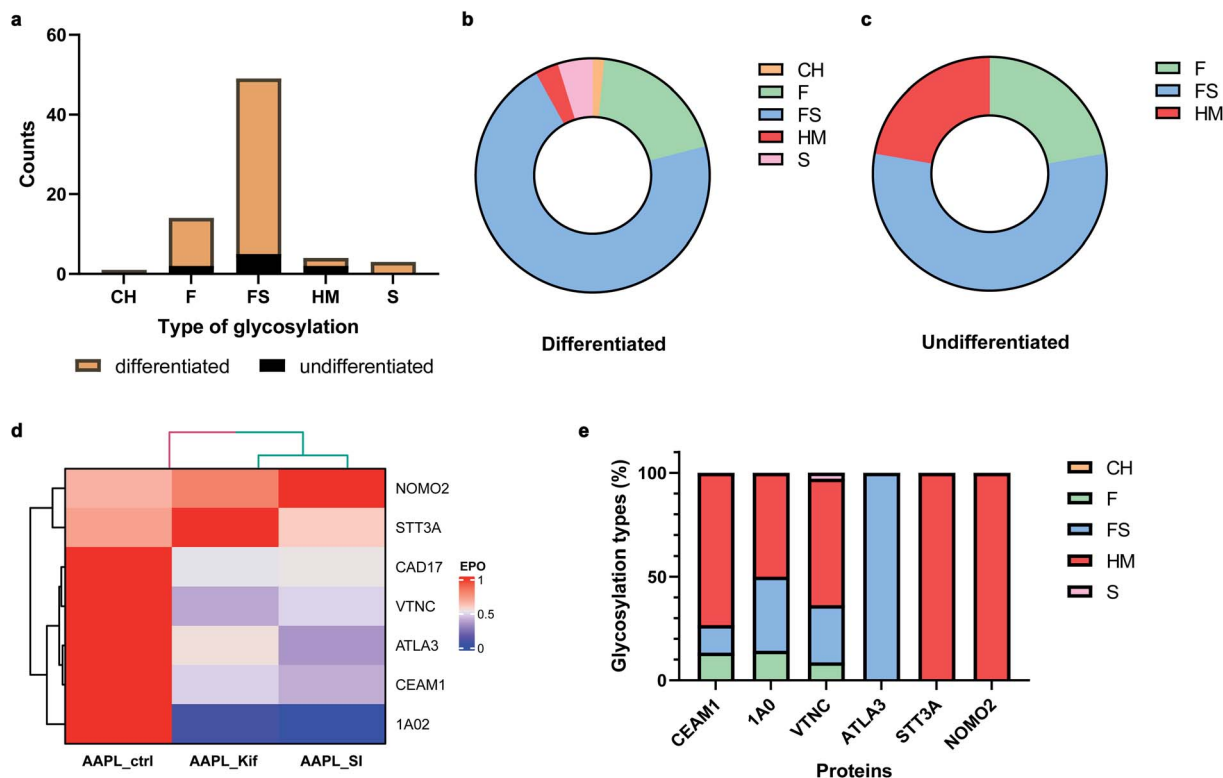 a
60
40
20
0
Counts
CH
F
FS
HM
S
Type of glycosylation
differentiated
undifferentiated
b
CH
F
FS
HM
S
Differentiated
c
F
FS
HM
Undifferentiated
d
NOMO2
STT3A
CAD17
VTNC
ATLA3
CEAM1
1A02
EPO
1
0.5
0
AAPL_ctrl
AAPL_Kif
AAPL_SI
e
Glycosylation types (%)
100
50
0
CEAM1
1A0
VTNC
ATLA3
STT3A
NOMO2
Proteins
CH
F
FS
HM
S